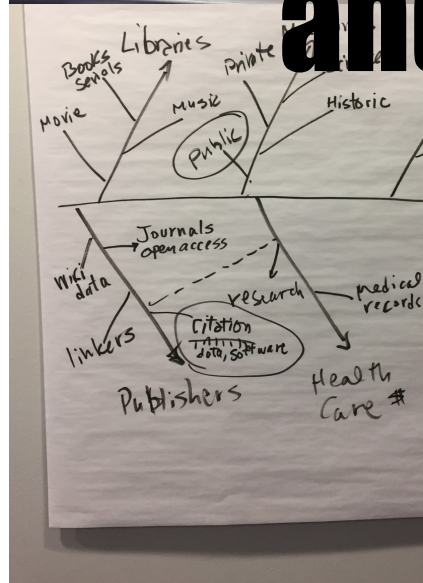 and
Libraries
Books
serials
Movie
Music
Private
Public
Historic
Journals
open access
Wiki
data
linkers
Citation
data, software
Publishers
research
medical
records
Health
Care #